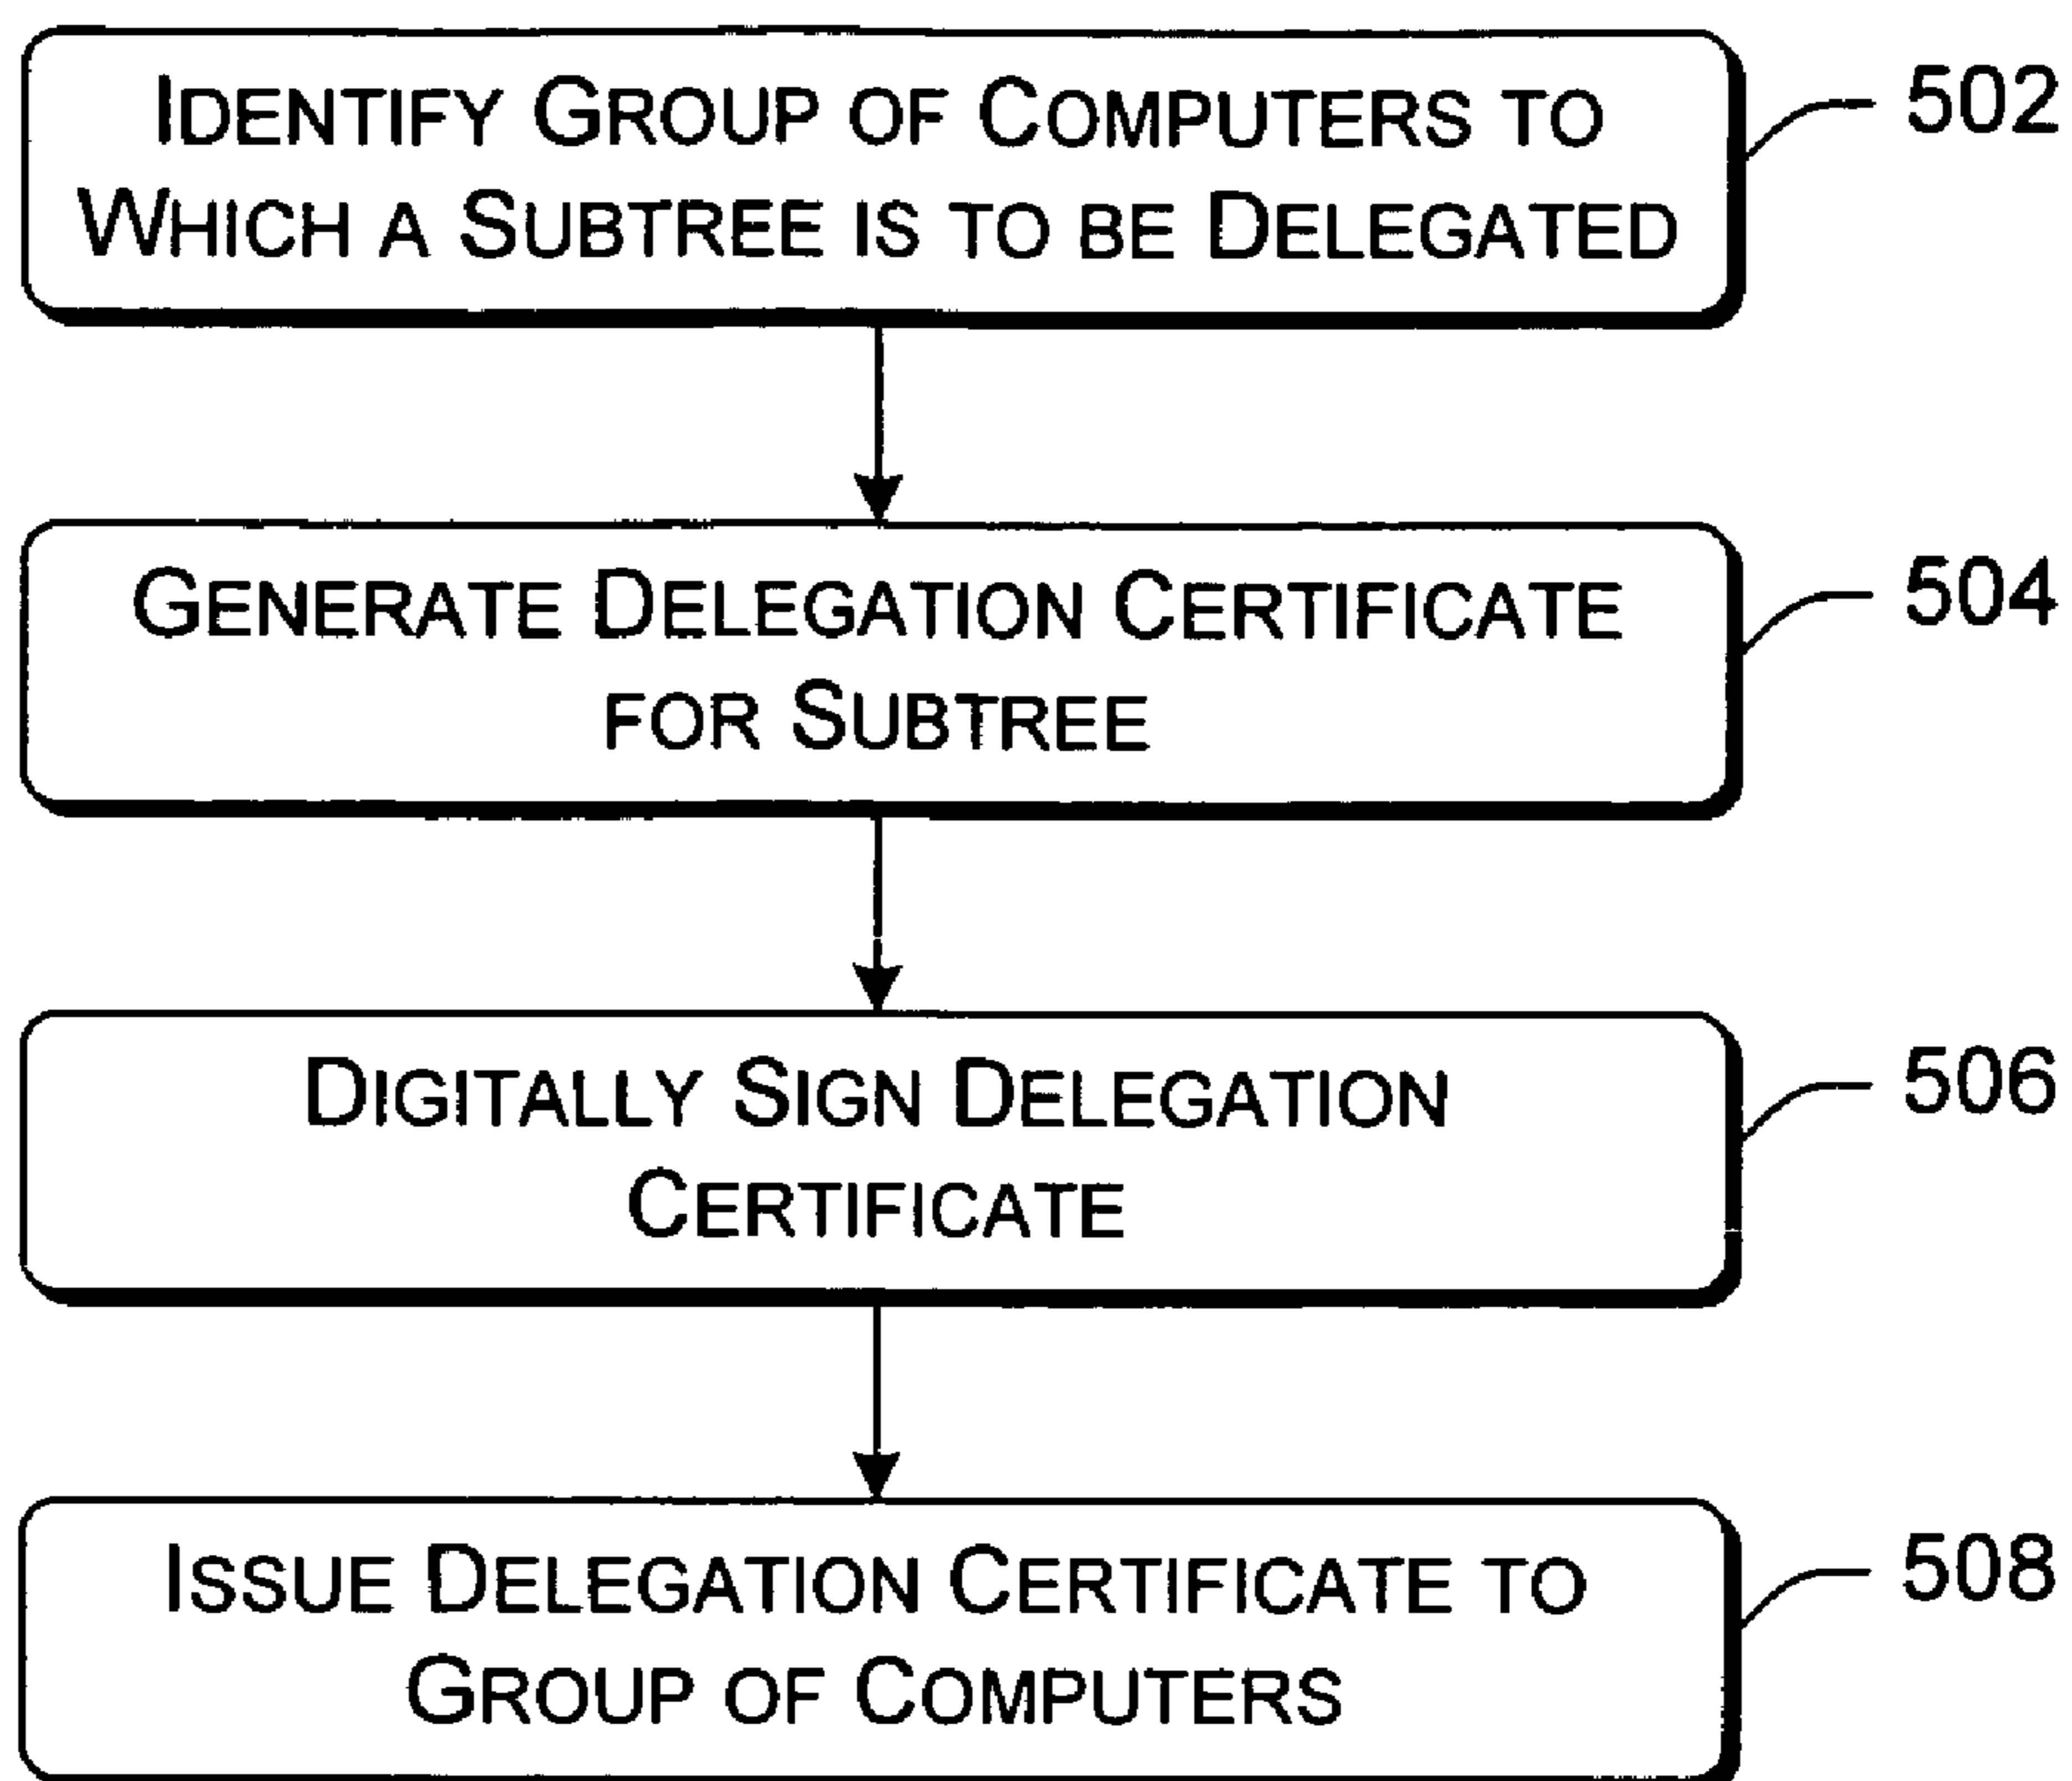 IDENTIFY GROUP OF COMPUTERS TO
WHICH A SUBTREE IS TO BE DELEGATED
502
GENERATE DELEGATION CERTIFICATE
FOR SUBTREE
504
DIGITALLY SIGN DELEGATION
CERTIFICATE
506
ISSUE DELEGATION CERTIFICATE TO
GROUP OF COMPUTERS
508